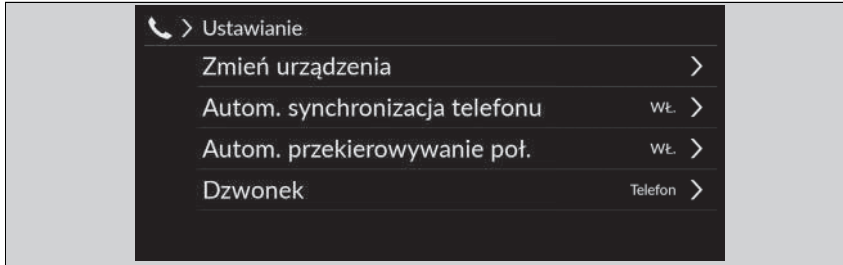 Ustawianie
Zmień urządzenia
Autom. synchronizacja telefonu WŁ.
Autom. przekierowywanie poł. WŁ.
Dzwonek Telefon